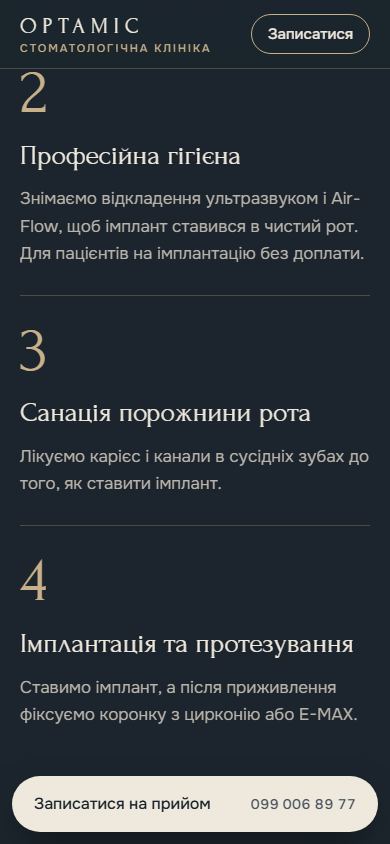 OPTAMIC
СТОМАТОЛОГІЧНА КЛІНІКА
Записатися
2
Професійна гігієна
Знімаємо відкладення ультразвуком і Air-
Flow, щоб імплант ставився в чистий рот.
Для пацієнтів на імплантацію без доплати.
3
Санація порожнини рота
Лікуємо карієс і канали в сусідніх зубах до
того, як ставити імплант.
4
Імплантація та протезування
Ставимо імплант, а після приживлення
фіксуємо коронку з цирконію або E-MAX.
Записатися на прийом 099 006 89 77